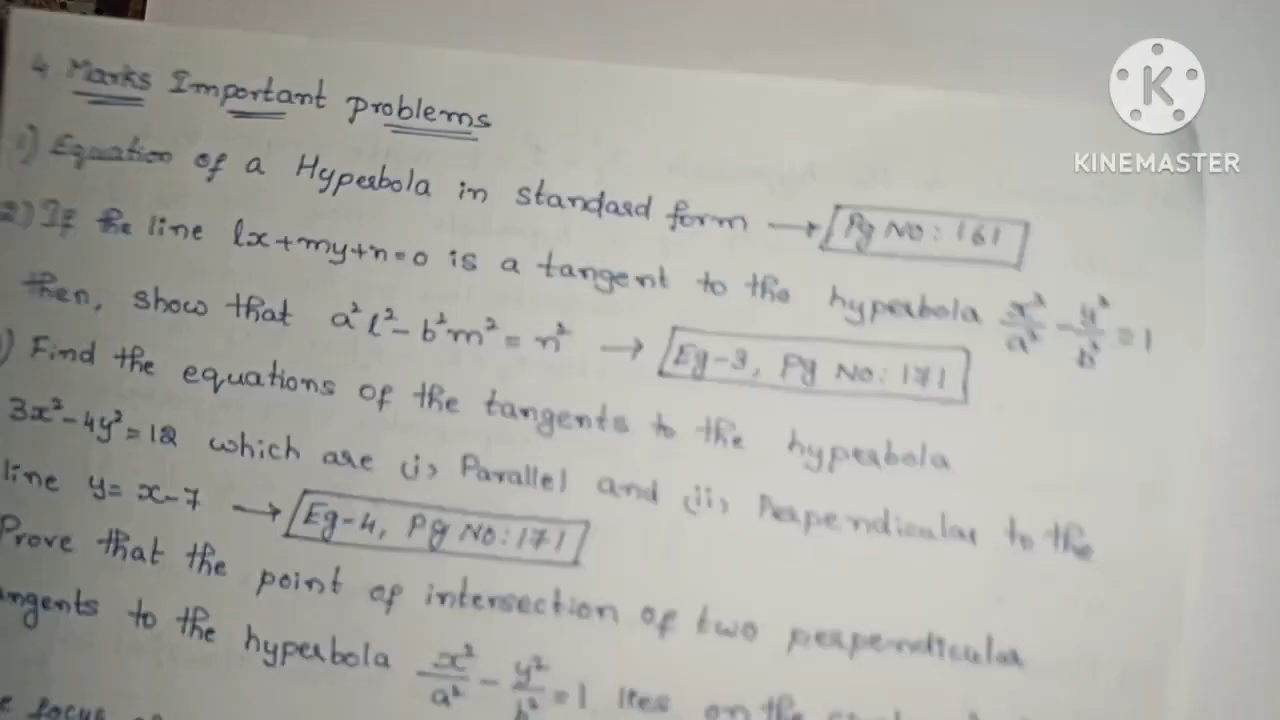 4 Marks Important problems
1) Equation of a Hyperbola in standard form → Pg NO: 161
2) If the line lx+my+n=0 is a tangent to the hyperbola x²/a² - y²/b² = 1
then, show that a²l² - b²m² = n² → Eg-3, Pg NO: 171
) Find the equations of the tangents to the hyperbola
3x²-4y²=12 which are (i) Parallel and (ii) Perpendicular to the
line y= x-7 → Eg-4, Pg NO: 171
Prove that the point of intersection of two perpendicular
ngents to the hyperbola x²/a² - y²/b² = 1 lies on the
focus
K
KINEMASTER